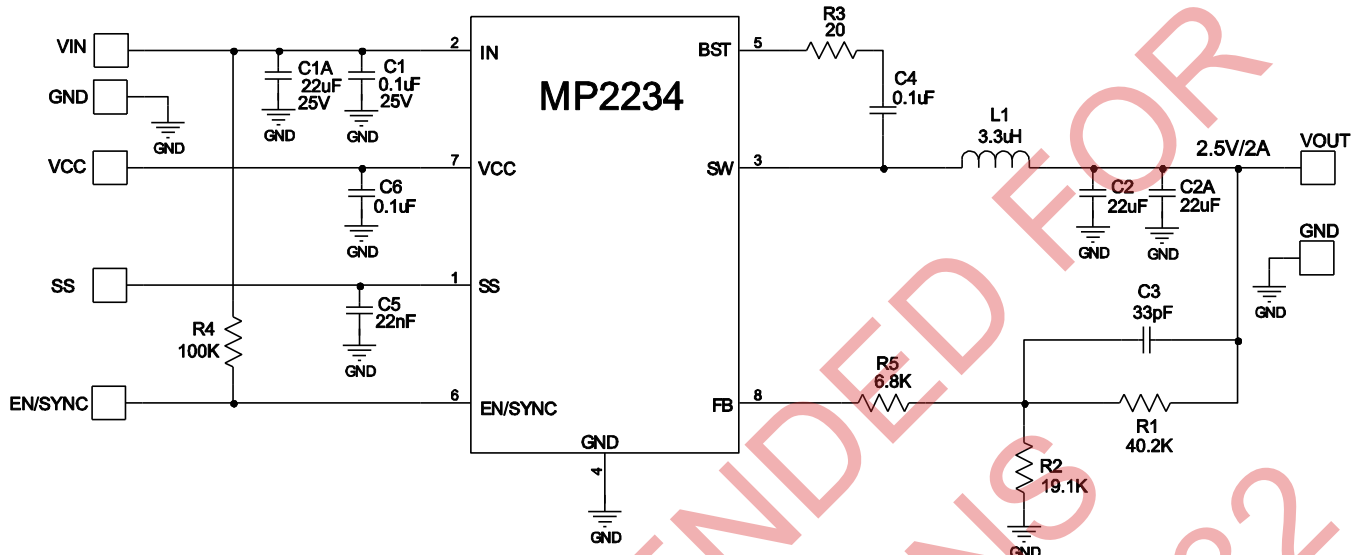 VIN
GND
VCC
SS
EN/SYNC
GND
C1A
22uF
25V
GND
C1
0.1uF
25V
GND
C6
0.1uF
GND
C5
22nF
GND
R4
100K
2
7
1
6
MP2234
IN
VCC
SS
EN/SYNC
GND
4
GND
BST
SW
FB
5
3
8
R3
20
C4
0.1uF
L1
3.3uH
2.5V/2A
VOUT
C2
22uF
GND
C2A
22uF
GND
GND
GND
C3
33pF
R5
6.8K
R1
40.2K
R2
19.1K
GND
ENDED FOR
NS
32